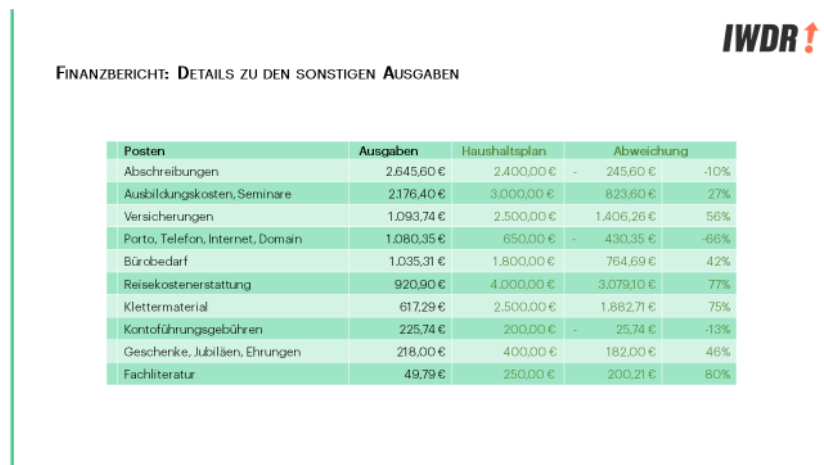 IWDR!
FINANZBERICHT: DETAILS ZU DEN SONSTIGEN AUSGABEN
Posten Ausgaben Haushaltsplan Abweichung
Abschreibungen 2.645,60 € 2.400,00 € - 245,60 € -10%
Ausbildungskosten, Seminare 2.176,40 € 3.000,00 € 823,60 € 27%
Versicherungen 1.093,74 € 2.500,00 € 1.406,26 € 56%
Porto, Telefon, Internet, Domain 1.080,35 € 650,00 € - 430,35 € -66%
Bürobedarf 1.035,31 € 1.800,00 € 764,69 € 42%
Reisekostenerstattung 920,90 € 4.000,00 € 3.079,10 € 77%
Klettermaterial 617,29 € 2.500,00 € 1.882,71 € 75%
Kontoführungsgebühren 225,74 € 200,00 € - 25,74 € -13%
Geschenke, Jubiläen, Ehrungen 218,00 € 400,00 € 182,00 € 46%
Fachliteratur 49,79 € 250,00 € 200,21 € 80%